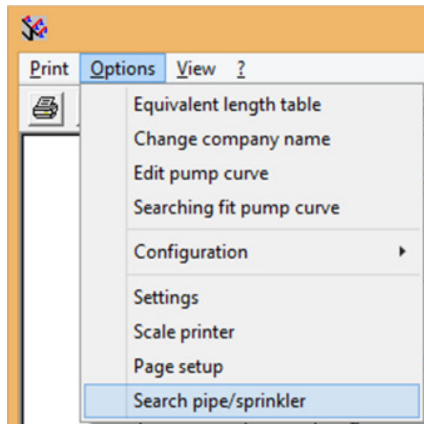 Print Options View ?
Equivalent length table
Change company name
Edit pump curve
Searching fit pump curve
Configuration
Settings
Scale printer
Page setup
Search pipe/sprinkler